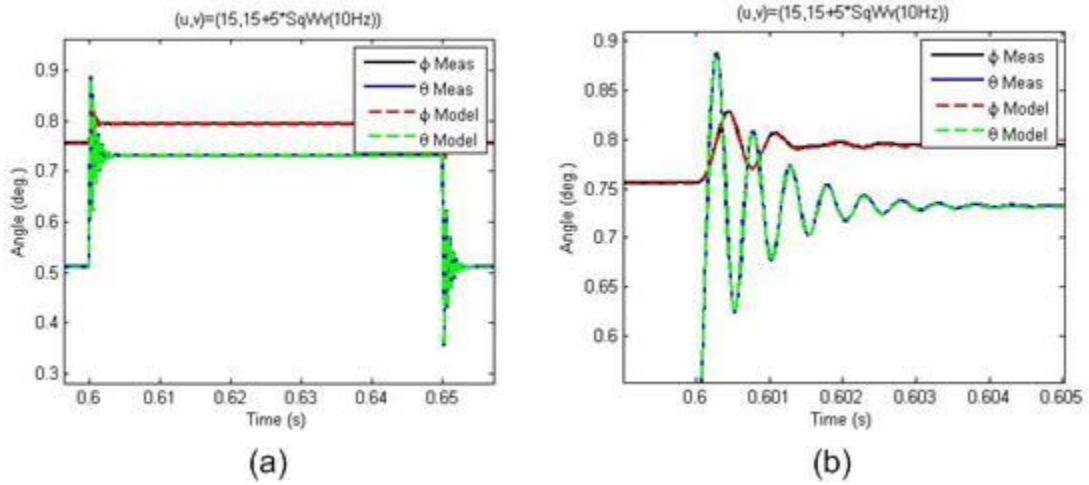 (u,v)=(15,15+5*SqWv(10Hz))
Angle (deg.)
0.9
0.8
0.7
0.6
0.5
0.4
0.3
ϕ Meas
θ Meas
ϕ Model
θ Model
0.6 0.61 0.62 0.63 0.64 0.65
Time (s)
(a)
(u,v)=(15,15+5*SqWv(10Hz))
Angle (deg.)
0.9
0.85
0.8
0.75
0.7
0.65
0.6
ϕ Meas
θ Meas
ϕ Model
θ Model
0.6 0.601 0.602 0.603 0.604 0.605
Time (s)
(b)